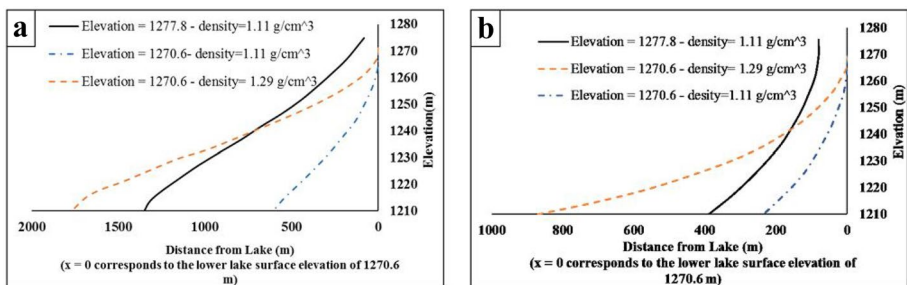 a
Elevation = 1277.8 - density=1.11 g/cm^3
Elevation = 1270.6- density=1.11 g/cm^3
Elevation = 1270.6 - density= 1.29 g/cm^3
1280
1270
1260
1250
1240
1230
1220
1210
Elevation(m)
2000 1500 1000 500 0
Distance from Lake (m)
(x = 0 corresponds to the lower lake surface elevation of 1270.6
m)
b
Elevation = 1277.8 - density = 1.11 g/cm^3
Elevation = 1270.6 - density = 1.29 g/cm^3
Elevation = 1270.6 - desity=1.11 g/cm^3
1280
1270
1260
1250
1240
1230
1220
1210
Elvation (m)
1000 800 600 400 200 0
Distance from Lake (m)
(x = 0 corresponds to the lower lake surface elevation of
1270.6 m)